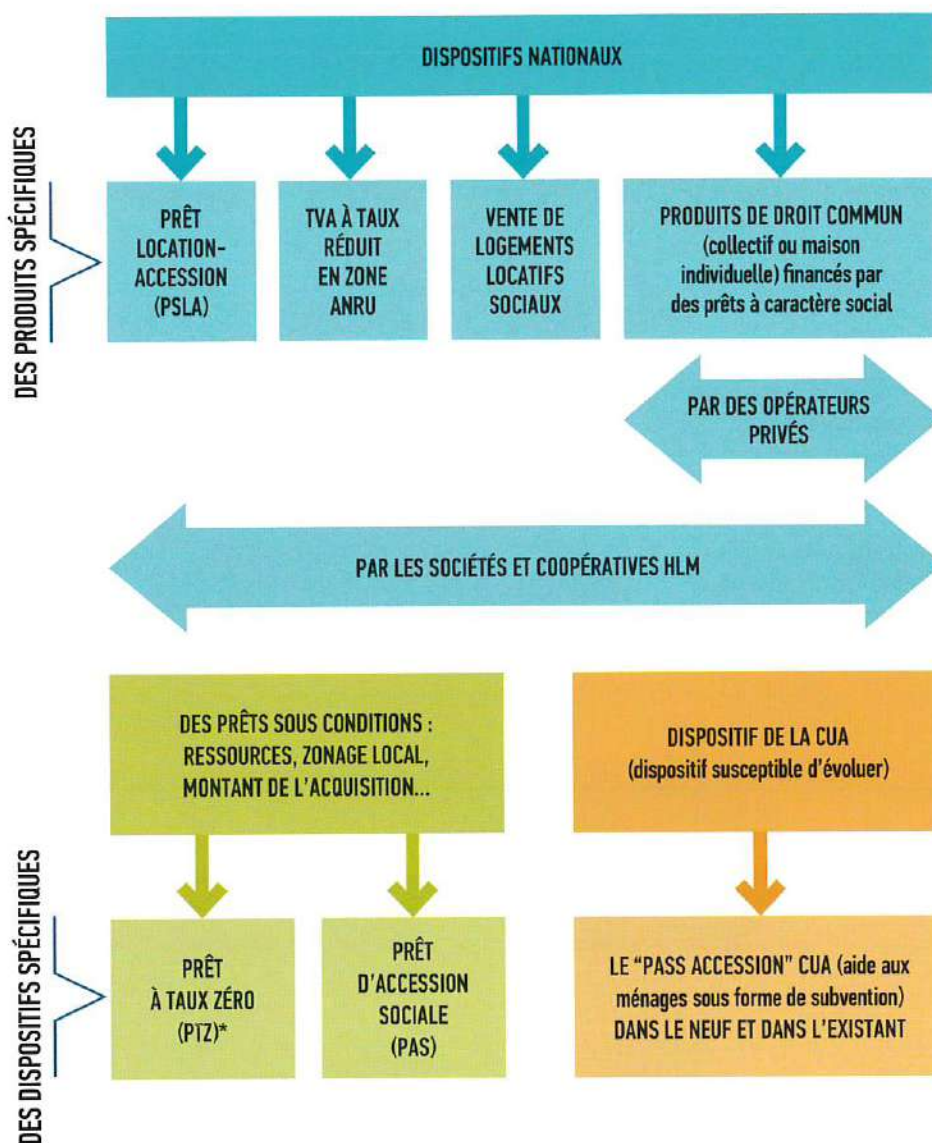 DISPOSITIFS NATIONAUX
DES PRODUITS SPÉCIFIQUES
PRÊT
LOCATION-
ACCESSION
(PSLA)
TVA À TAUX
RÉDUIT
EN ZONE
ANRU
VENTE DE
LOGEMENTS
LOCATIFS
SOCIAUX
PRODUITS DE DROIT COMMUN
(collectif ou maison
individuelle) financés par
des prêts à caractère social
PAR DES OPÉRATEURS
PRIVÉS
PAR LES SOCIÉTÉS ET COOPÉRATIVES HLM
DES PRÊTS SOUS CONDITIONS :
RESSOURCES, ZONAGE LOCAL,
MONTANT DE L'ACQUISITION...
DISPOSITIF DE LA CUA
(dispositif susceptible d'évoluer)
DES DISPOSITIFS SPÉCIFIQUES
PRÊT
À TAUX ZÉRO
(PTZ)*
PRÊT
D'ACCESSION
SOCIALE
(PAS)
LE "PASS ACCESSION" CUA (aide aux
ménages sous forme de subvention)
DANS LE NEUF ET DANS L'EXISTANT